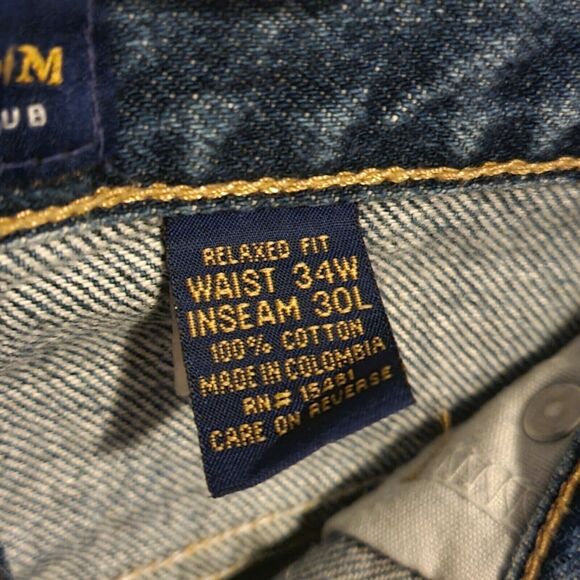 RELAXED FIT
WAIST 34W
INSEAM 30L
100% COTTON
MADE IN COLOMBIA
RN# 15481
CARE ON REVERSE